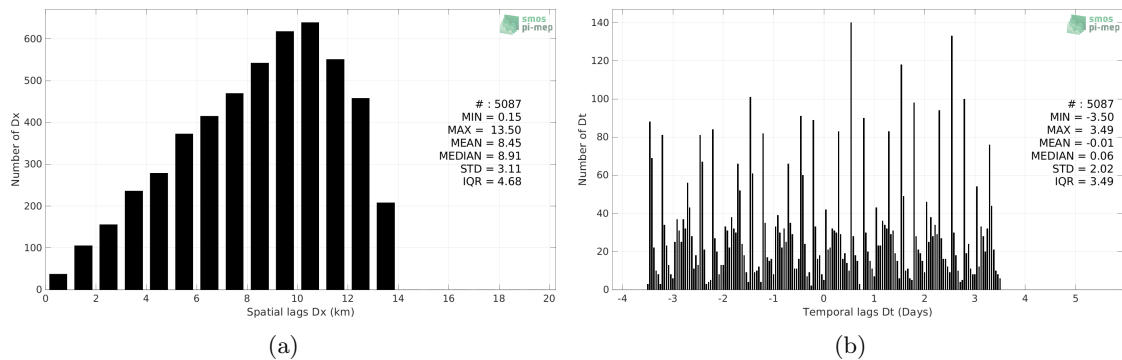 smos
pi-mep
600
500
400
300
200
100
0
Number of Dx
# : 5087
MIN = 0.15
MAX = 13.50
MEAN = 8.45
MEDIAN = 8.91
STD = 3.11
IQR = 4.68
0 2 4 6 8 10 12 14 16 18 20
Spatial lags Dx (km)
(a)
smos
pi-mep
140
120
100
80
60
40
20
0
Number of Dt
# : 5087
MIN = -3.50
MAX = 3.49
MEAN = -0.01
MEDIAN = 0.06
STD = 2.02
IQR = 3.49
-4 -3 -2 -1 0 1 2 3 4 5
Temporal lags Dt (Days)
(b)